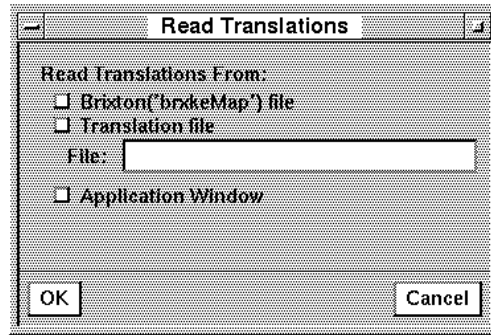 Read Translations
Read Translations From:
Brixton('brxkeMap') file
Translation file
File:
Application Window
OK
Cancel